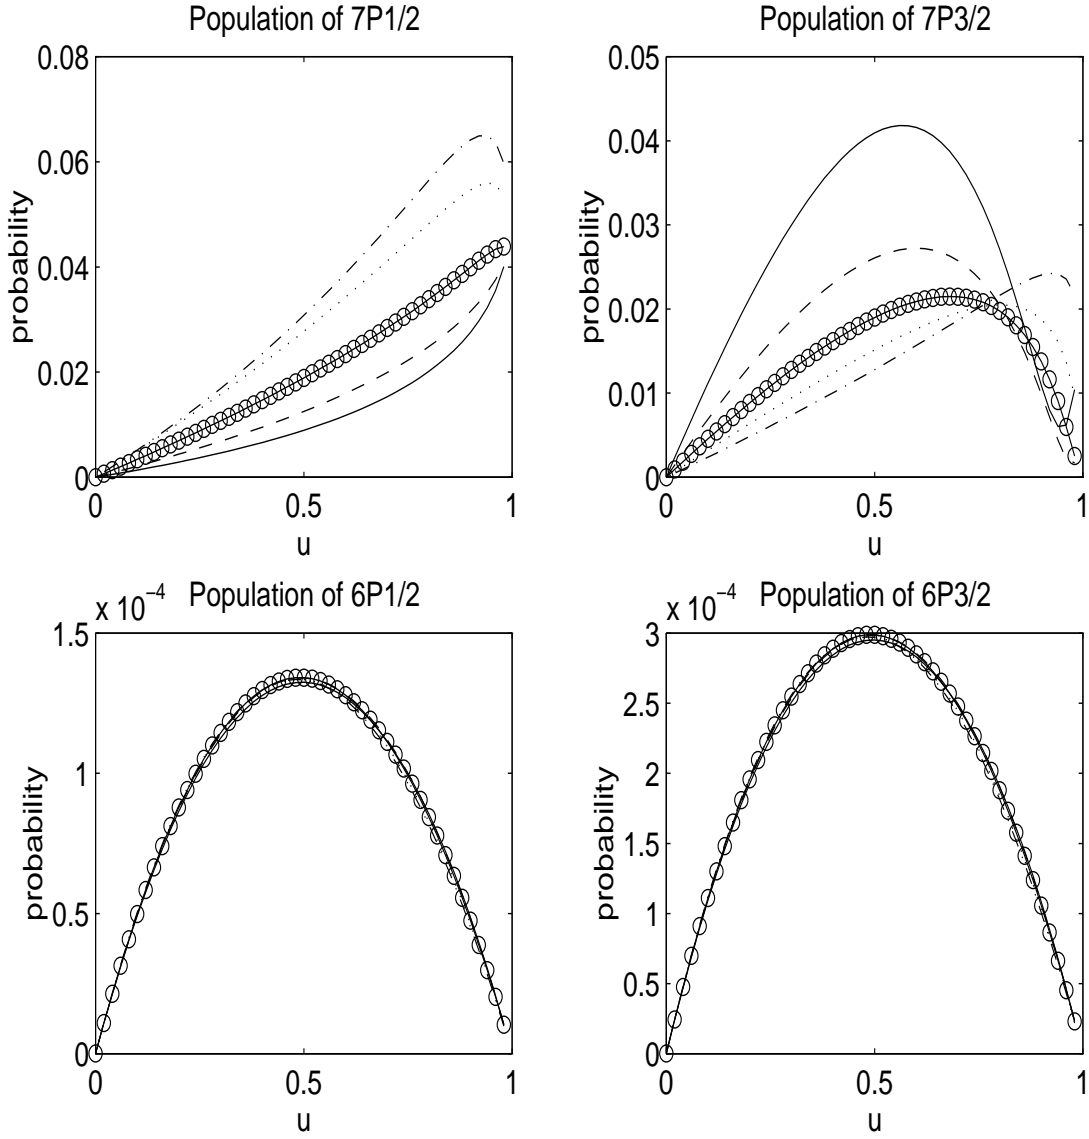 Population of 7P1/2
0.08
0.06
0.04
0.02
0
probability
0
0.5
1
u
Population of 7P3/2
0.05
0.04
0.03
0.02
0.01
0
probability
0
0.5
1
u
x 10⁻⁴
Population of 6P1/2
1.5
1
0.5
0
probability
0
0.5
1
u
x 10⁻⁴
Population of 6P3/2
3
2.5
2
1.5
1
0.5
0
probability
0
0.5
1
u